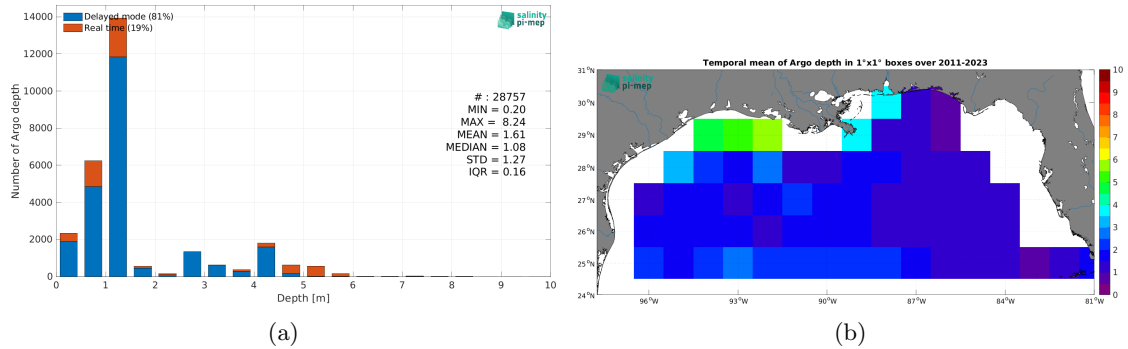 Delayed mode (81%)
Real time (19%)
salinity
pi-mep
14000
12000
10000
8000
6000
4000
2000
0
Number of Argo depth
# : 28757
MIN = 0.20
MAX = 8.24
MEAN = 1.61
MEDIAN = 1.08
STD = 1.27
IQR = 0.16
0 1 2 3 4 5 6 7 8 9 10
Depth [m]
(a)
Temporal mean of Argo depth in 1°x1° boxes over 2011-2023
salinity
pi-mep
31°N
30°N
29°N
28°N
27°N
26°N
25°N
24°N
96°W 93°W 90°W 87°W 84°W 81°W
10
9
8
7
6
5
4
3
2
1
0
(b)